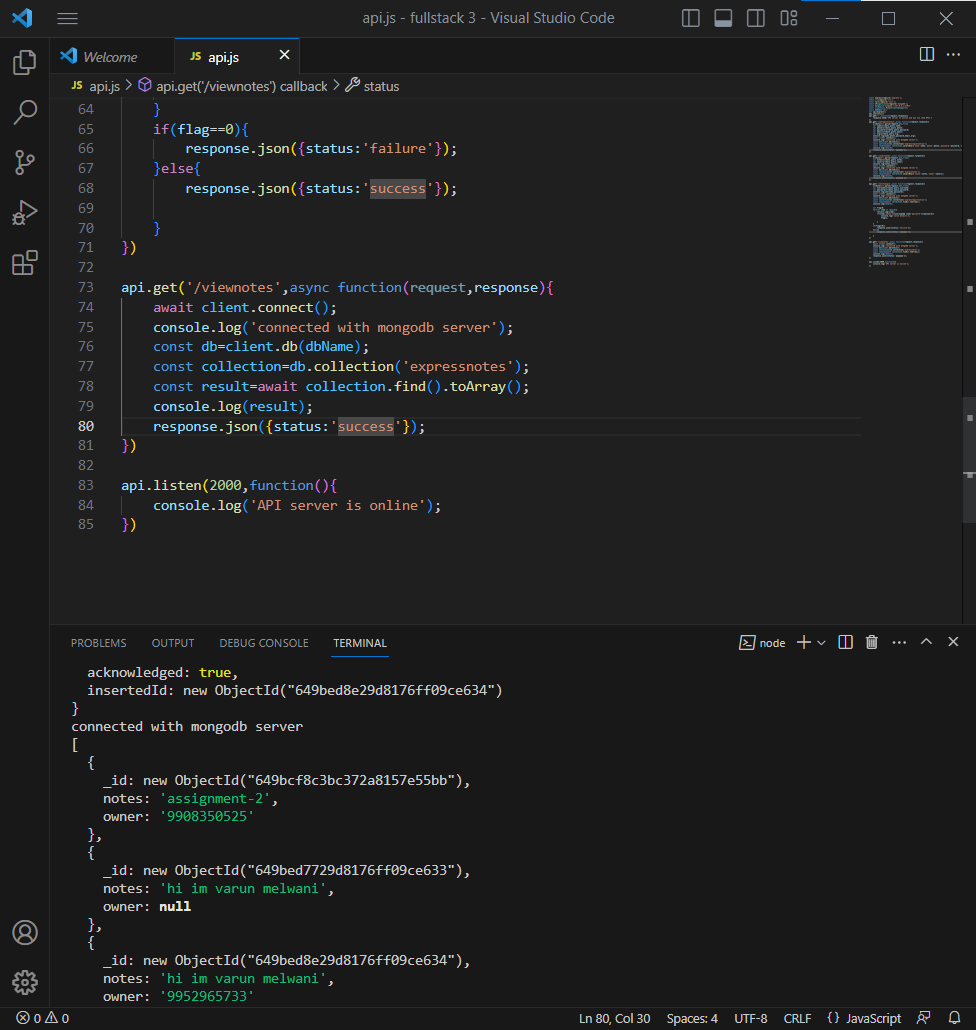 api.js - fullstack 3 - Visual Studio Code
Welcome
JS api.js
JS api.js > api.get('/viewnotes') callback > status
64 }
65 if(flag==0){
66 response.json({status:'failure'});
67 }else{
68 response.json({status:'success'});
69
70 }
71 })
72
73 api.get('/viewnotes',async function(request,response){
74 await client.connect();
75 console.log('connected with mongodb server');
76 const db=client.db(dbName);
77 const collection=db.collection('expressnotes');
78 const result=await collection.find().toArray();
79 console.log(result);
80 response.json({status:'success'});
81 })
82
83 api.listen(2000,function(){
84 console.log('API server is online');
85 })
PROBLEMS OUTPUT DEBUG CONSOLE TERMINAL node
acknowledged: true,
insertedId: new ObjectId("649bed8e29d8176ff09ce634")
}
connected with mongodb server
[
{
_id: new ObjectId("649bcf8c3bc372a8157e55bb"),
notes: 'assignment-2',
owner: '9908350525'
},
{
_id: new ObjectId("649bed7729d8176ff09ce633"),
notes: 'hi im varun melwani',
owner: null
},
{
_id: new ObjectId("649bed8e29d8176ff09ce634"),
notes: 'hi im varun melwani',
owner: '9952965733'
0 0 Ln 80, Col 30 Spaces: 4 UTF-8 CRLF {} JavaScript